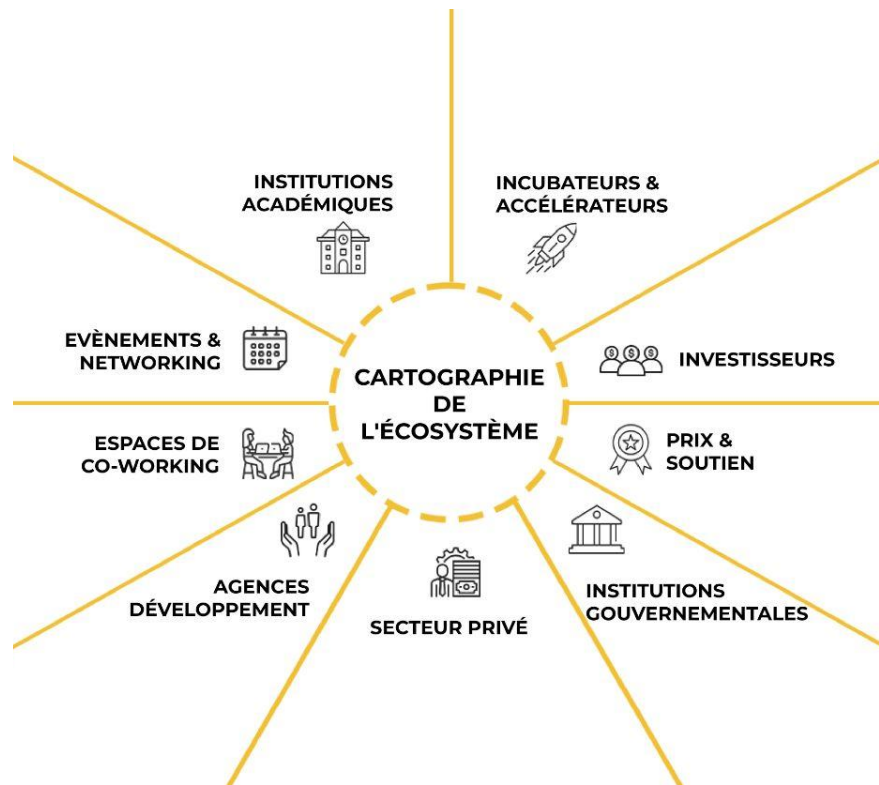 INSTITUTIONS
ACADÉMIQUES
INCUBATEURS &
ACCÉLÉRATEURS
EVÈNEMENTS &
NETWORKING
INVESTISSEURS
CARTOGRAPHIE
DE
L'ÉCOSYSTÈME
ESPACES DE
CO-WORKING
PRIX &
SOUTIEN
AGENCES
DÉVELOPPEMENT
SECTEUR PRIVÉ
INSTITUTIONS
GOUVERNEMENTALES